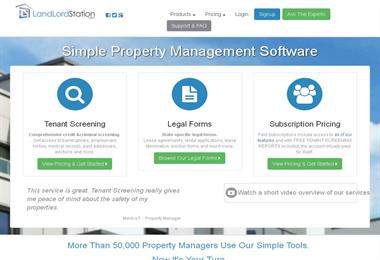 LandLordStation
Products
Pricing
Log In
Signup
Ask The Experts
Support & FAQ
Simple Property Management Software
Tenant Screening
Comprehensive credit &criminal screening.
Get access to bankruptcies, employment
history, medical records, past addresses,
evictions and more.
View Pricing & Get Started
Legal Forms
State-specific legal forms.
Lease agreements, rental applications, lease
termination, eviction forms and much more.
Browse Our Legal Forms
Subscription Pricing
Paid Subscriptions include access to all of our
features and with FREE TENANT SCREENING
REPORTS included, the account virtually pays
for itself.
View Pricing & Get Started
This service is great. Tenant Screening really gives
me peace of mind about the safety of my
properties.
Monica F. - Property Manager
Watch a short video overview of our services
More Than 50,000 Property Managers Use Our Simple Tools.
Now It's Your Turn